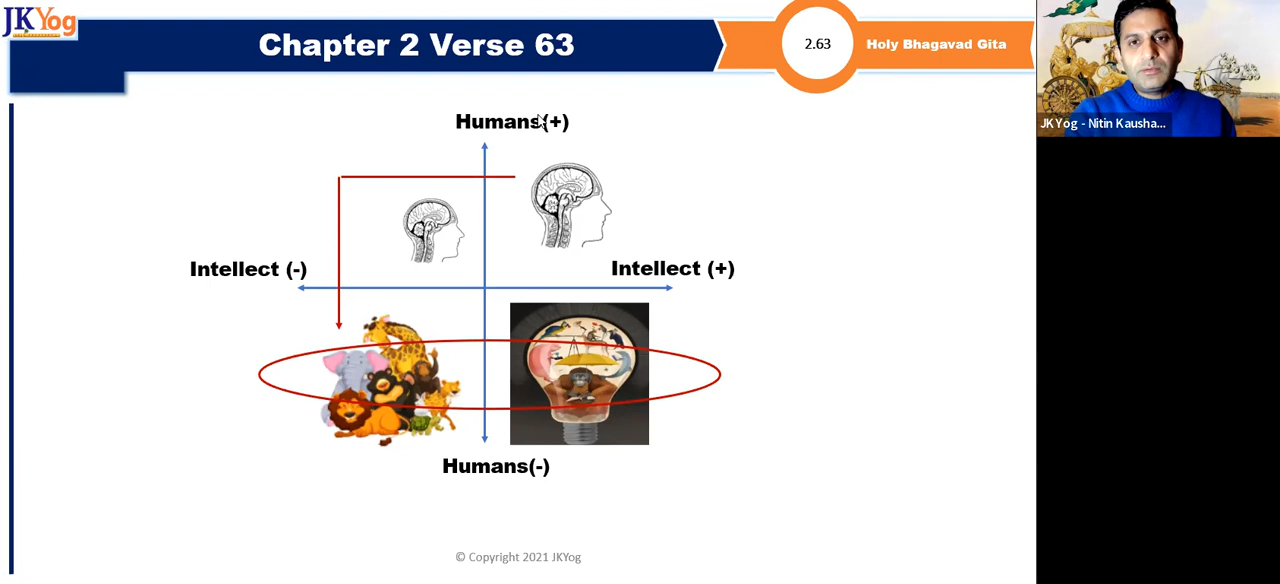 JKYog
Chapter 2 Verse 63
2.63
Holy Bhagavad Gita
JKYog - Nitin Kausha...
Humans(+)
Intellect (-)
Intellect (+)
Humans(-)
© Copyright 2021 JKYog